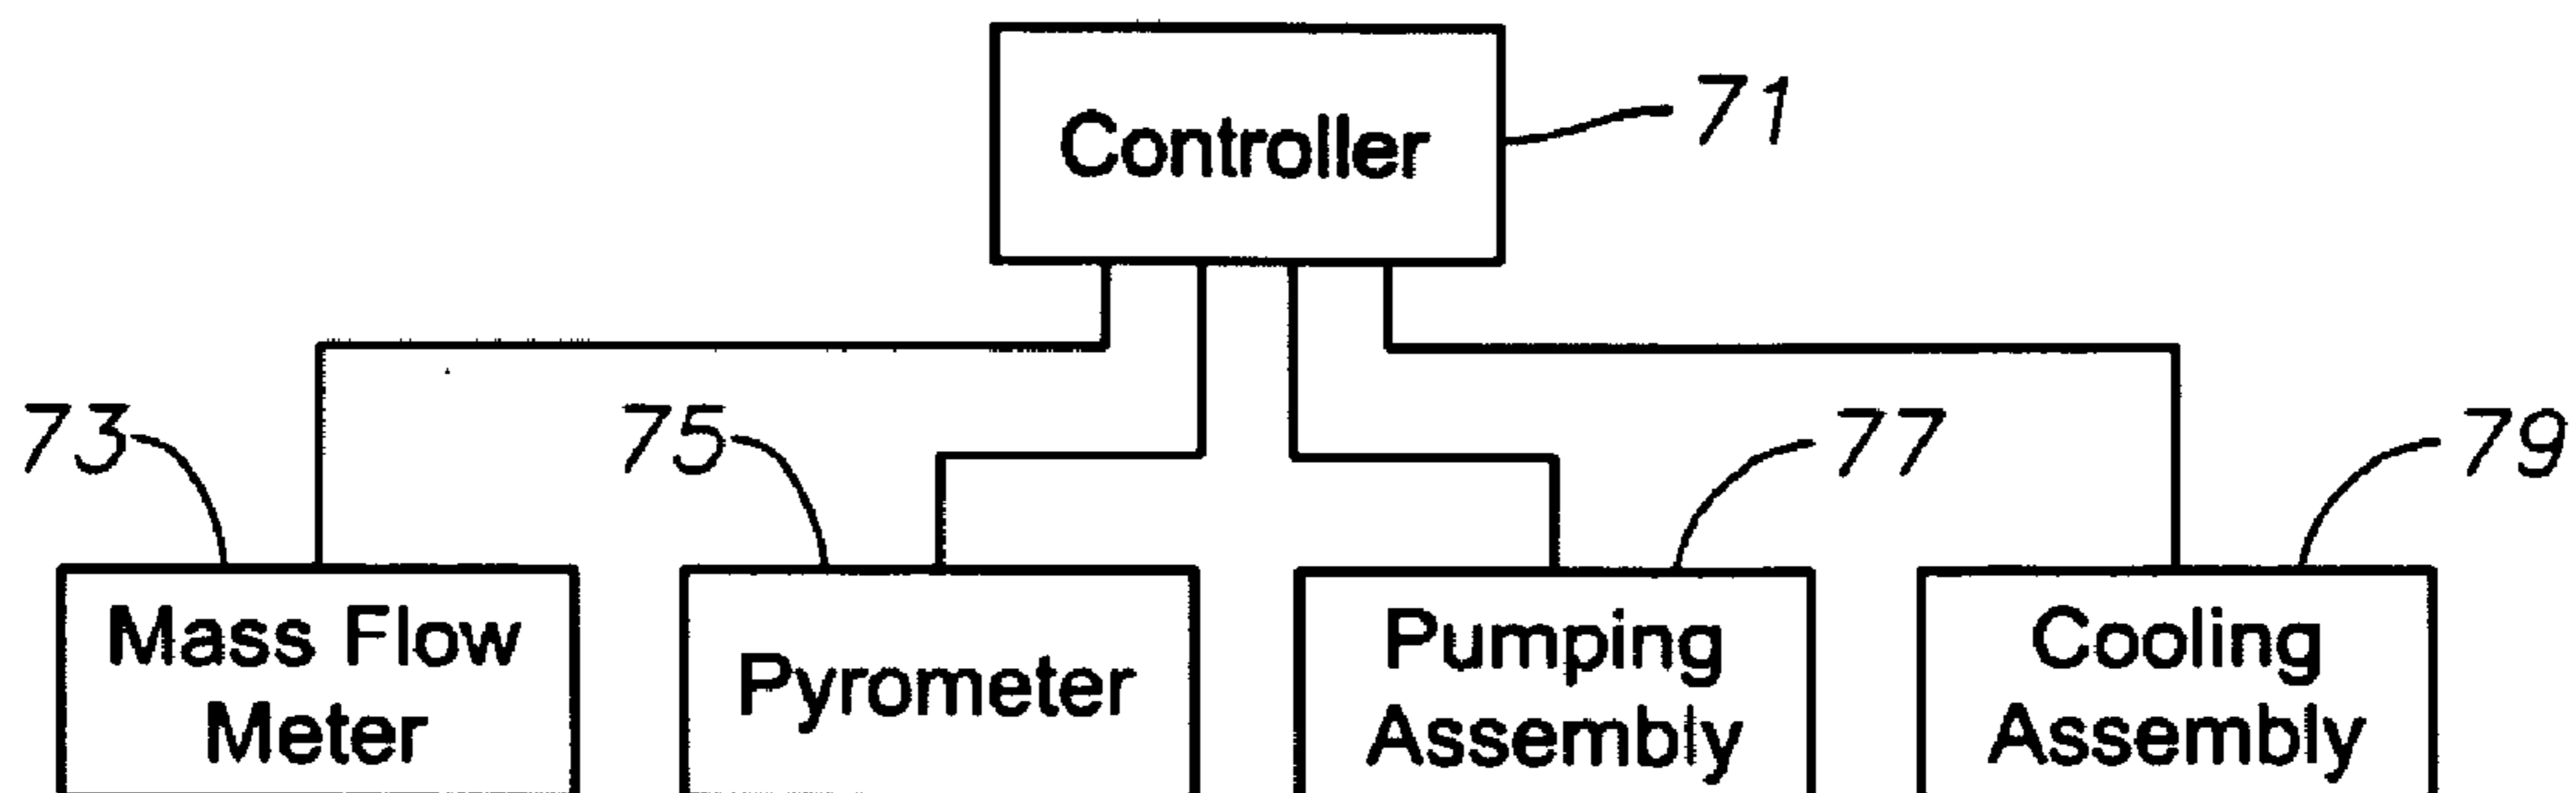 Controller
71
73
75
77
79
Mass Flow
Meter
Pyrometer
Pumping
Assembly
Cooling
Assembly